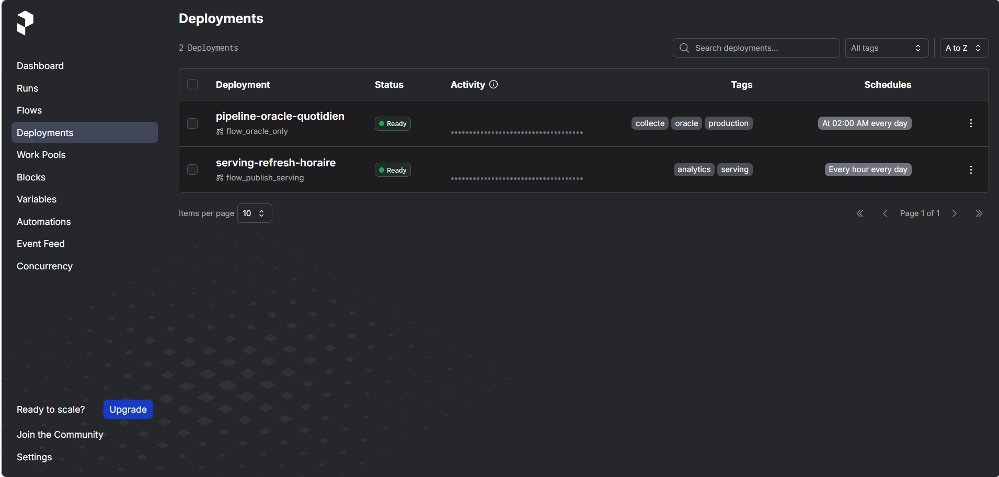 Deployments
2 Deployments
Search deployments...
All tags
A to Z
Dashboard
Runs
Flows
Deployments
Work Pools
Blocks
Variables
Automations
Event Feed
Concurrency
Deployment Status Activity Tags Schedules
pipeline-oracle-quotidien
flow_oracle_only
Ready
collecte oracle production
At 02:00 AM every day
serving-refresh-horaire
flow_publish_serving
Ready
analytics serving
Every hour every day
Items per page 10
Page 1 of 1
Ready to scale? Upgrade
Join the Community
Settings